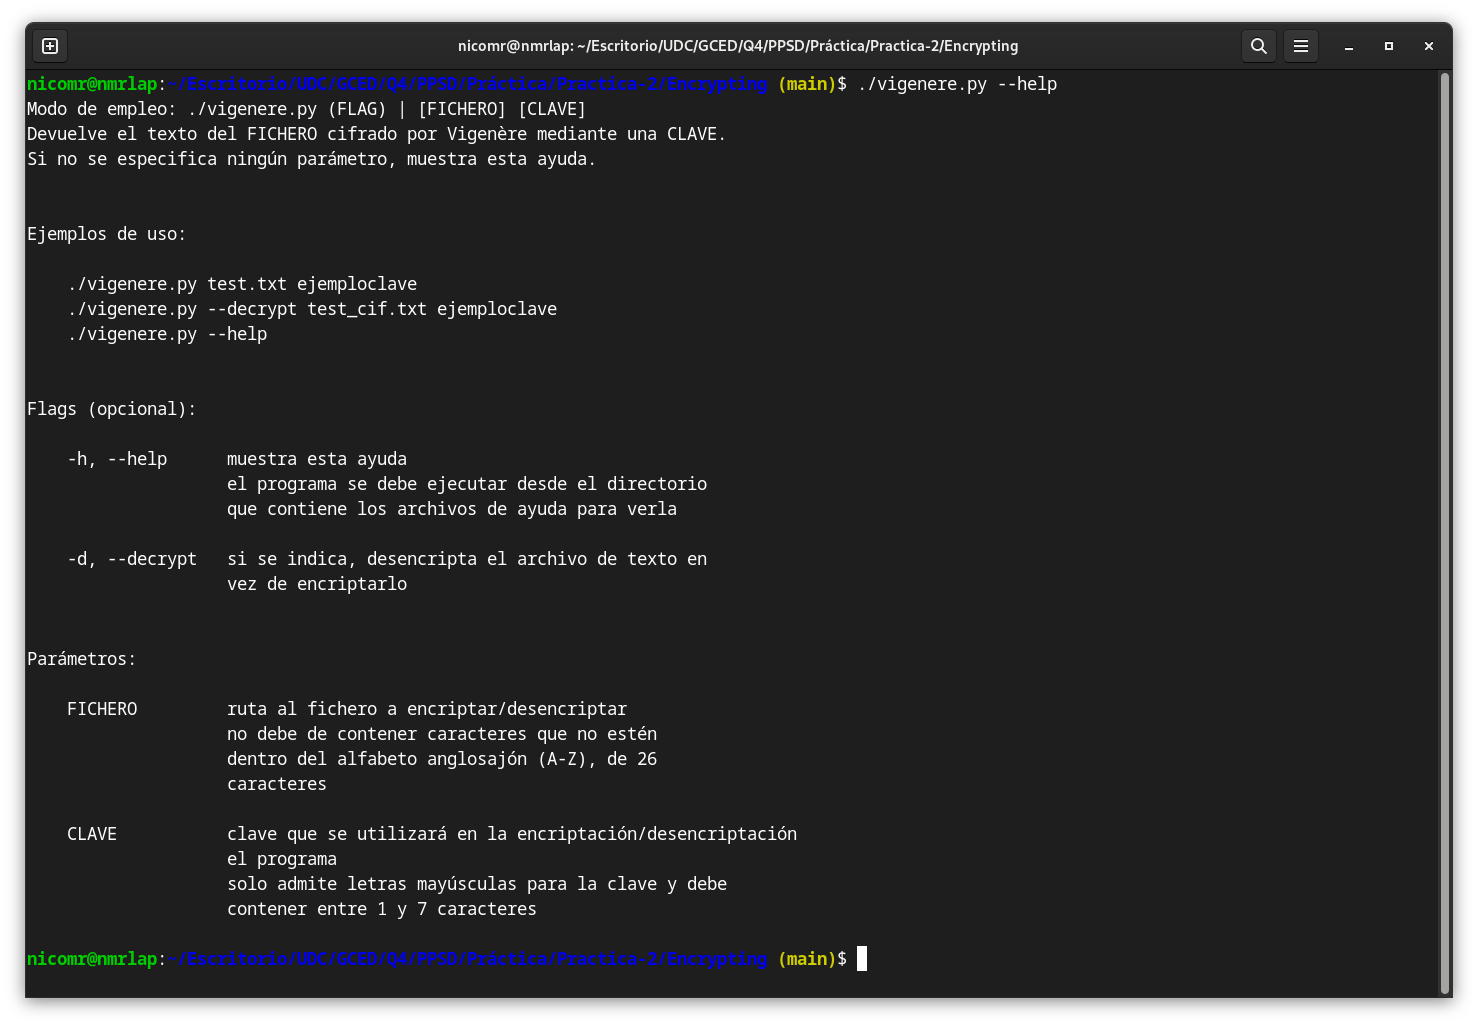 nicomr@nmrlap: ~/Escritorio/UDC/GCED/Q4/PPSD/Práctica/Practica-2/Encrypting
nicomr@nmrlap:~/Escritorio/UDC/GCED/Q4/PPSD/Práctica/Practica-2/Encrypting (main)$ ./vigenere.py --help
Modo de empleo: ./vigenere.py (FLAG) | [FICHERO] [CLAVE]
Devuelve el texto del FICHERO cifrado por Vigenère mediante una CLAVE.
Si no se especifica ningún parámetro, muestra esta ayuda.
Ejemplos de uso:
./vigenere.py test.txt ejemploclave
./vigenere.py --decrypt test_cif.txt ejemploclave
./vigenere.py --help
Flags (opcional):
-h, --help muestra esta ayuda
el programa se debe ejecutar desde el directorio
que contiene los archivos de ayuda para verla
-d, --decrypt si se indica, desencripta el archivo de texto en
vez de encriptarlo
Parámetros:
FICHERO ruta al fichero a encriptar/desencriptar
no debe de contener caracteres que no estén
dentro del alfabeto anglosajón (A-Z), de 26
caracteres
CLAVE clave que se utilizará en la encriptación/desencriptación
el programa
solo admite letras mayúsculas para la clave y debe
contener entre 1 y 7 caracteres
nicomr@nmrlap:~/Escritorio/UDC/GCED/Q4/PPSD/Práctica/Practica-2/Encrypting (main)$